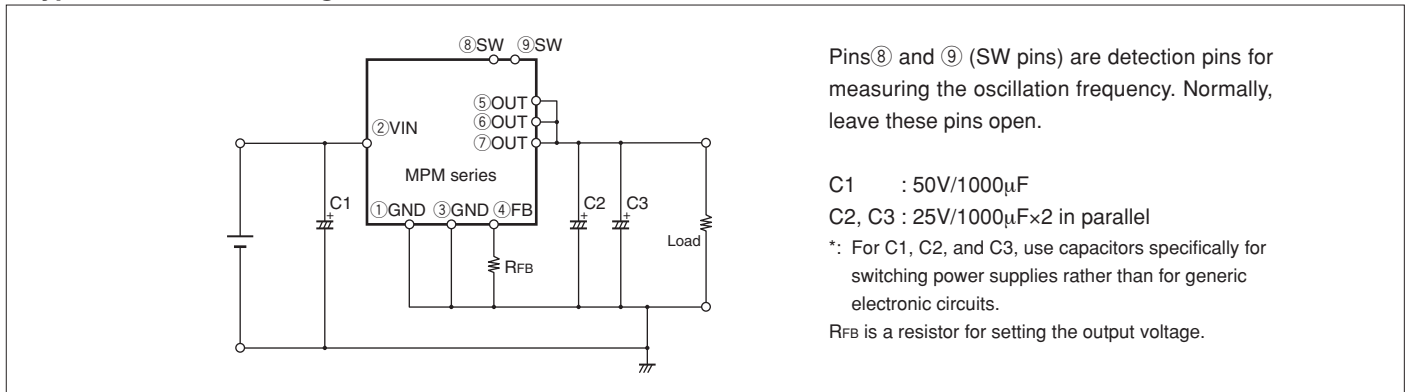 ⑧SW ⑨SW
⑤OUT
⑥OUT
②VIN
⑦OUT
MPM series
C1
①GND ③GND ④FB
C2
C3
Load
RFB
Pins⑧ and ⑨ (SW pins) are detection pins for
measuring the oscillation frequency. Normally,
leave these pins open.
C1 : 50V/1000μF
C2, C3 : 25V/1000μF×2 in parallel
*: For C1, C2, and C3, use capacitors specifically for
switching power supplies rather than for generic
electronic circuits.
RFB is a resistor for setting the output voltage.